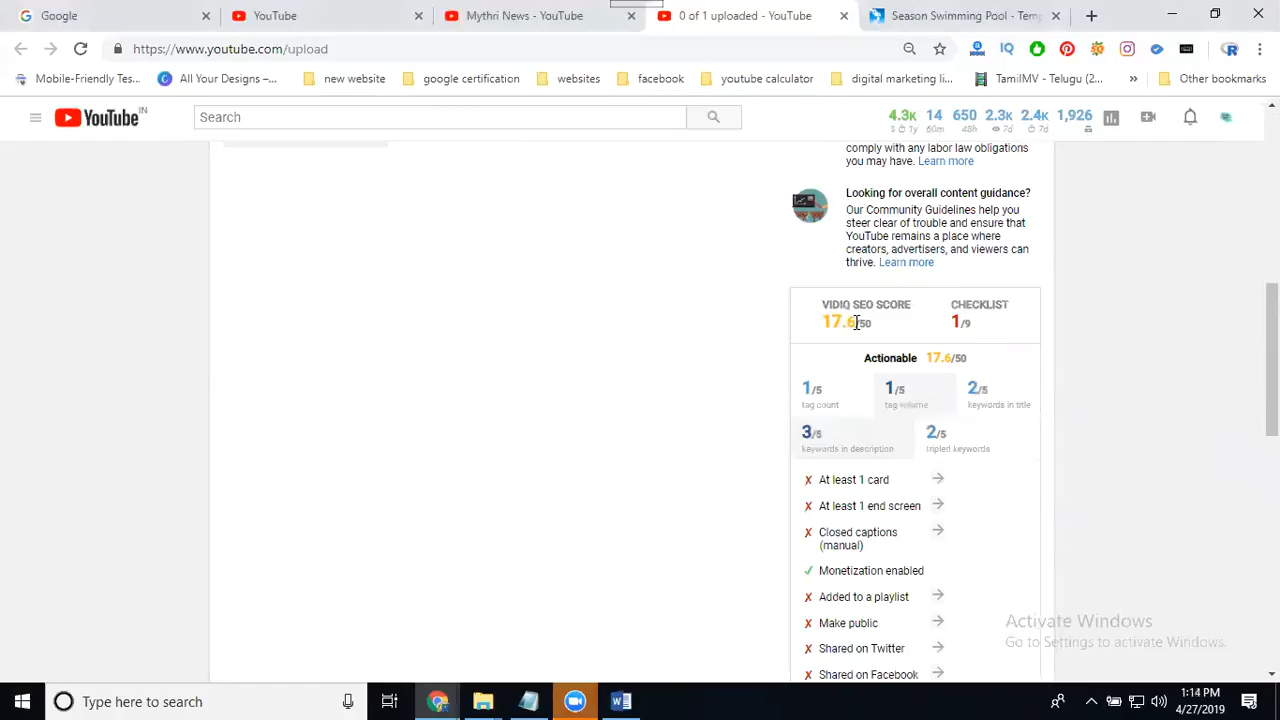 Google
YouTube
Mythri News - YouTube
0 of 1 uploaded - YouTube
Season Swimming Pool - Temp
https://www.youtube.com/upload
Mobile-Friendly Tes...
All Your Designs –...
new website
google certification
websites
facebook
youtube calculator
digital marketing li...
TamilMV - Telugu (2...
»
Other bookmarks
YouTube IN
Search
4.3K 14 650 2.3K 2.4K 1,926
1y 60m 48h 7d 7d
comply with any labor law obligations
you may have. Learn more
Looking for overall content guidance?
Our Community Guidelines help you
steer clear of trouble and ensure that
YouTube remains a place where
creators, advertisers, and viewers can
thrive. Learn more
VIDIQ SEO SCORE
CHECKLIST
17.6/50
1/9
Actionable 17.6/50
1/5
1/5
2/5
tag count
tag volume
keywords in title
3/5
2/5
keywords in description
tripled keywords
At least 1 card
At least 1 end screen
Closed captions
(manual)
Monetization enabled
Added to a playlist
Make public
Shared on Twitter
Shared on Facebook
Activate Windows
Go to Settings to activate Windows.
Type here to search
1:14 PM
4/27/2019